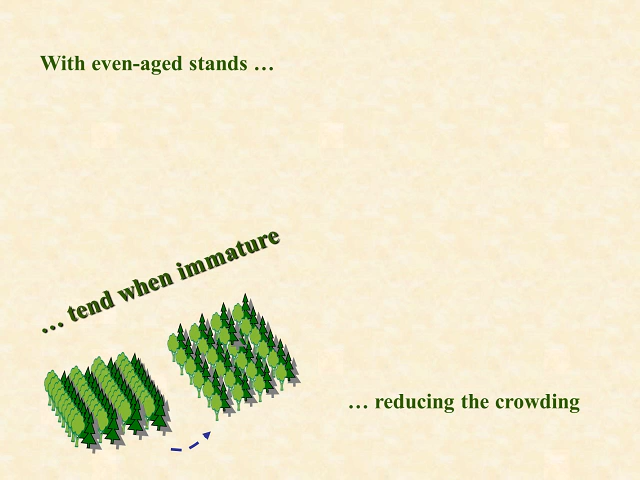 With even-aged stands …
… tend when immature
… reducing the crowding